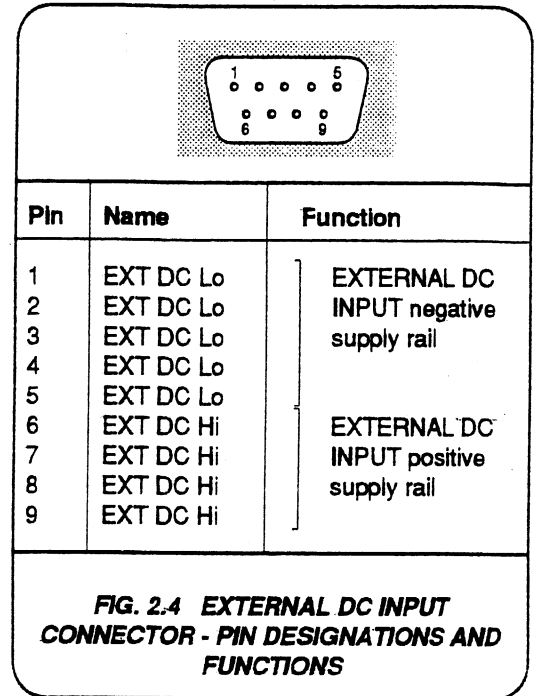 1 5
6 9
Pin Name Function
1 EXT DC Lo EXTERNAL DC
2 EXT DC Lo INPUT negative
3 EXT DC Lo supply rail
4 EXT DC Lo
5 EXT DC Lo
6 EXT DC Hi EXTERNAL DC
7 EXT DC Hi INPUT positive
8 EXT DC Hi supply rail
9 EXT DC Hi
FIG. 2.4 EXTERNAL DC INPUT
CONNECTOR - PIN DESIGNATIONS AND
FUNCTIONS